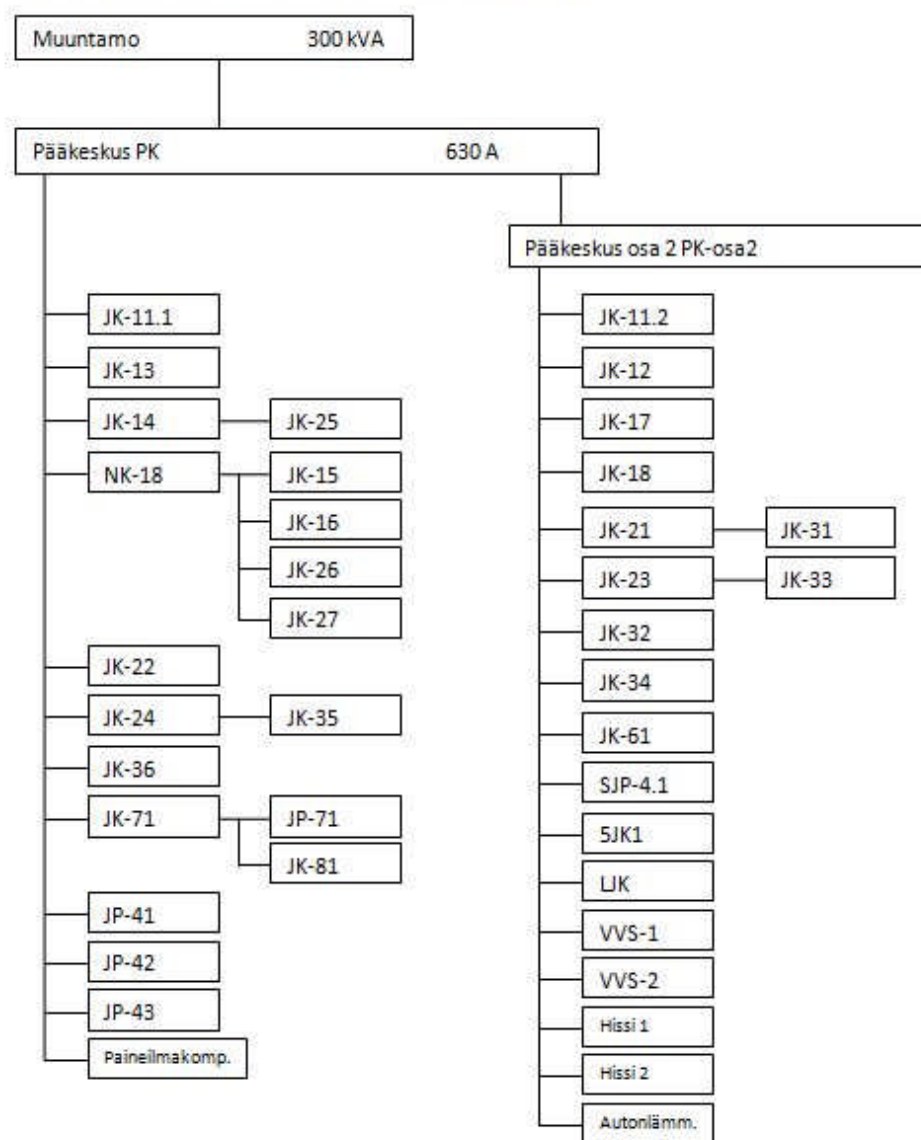 Muuntamo 300 kVA
Pääkeskus PK 630 A
Pääkeskus osa 2 PK-osa2
JK-11.1
JK-13
JK-14
JK-25
NK-18
JK-15
JK-16
JK-26
JK-27
JK-22
JK-24
JK-35
JK-36
JK-71
JP-71
JK-81
JP-41
JP-42
JP-43
Paineilmakomp.
JK-11.2
JK-12
JK-17
JK-18
JK-21
JK-31
JK-23
JK-33
JK-32
JK-34
JK-61
SJP-4.1
5JK1
LJK
VVS-1
VVS-2
Hissi 1
Hissi 2
Autonlämm.